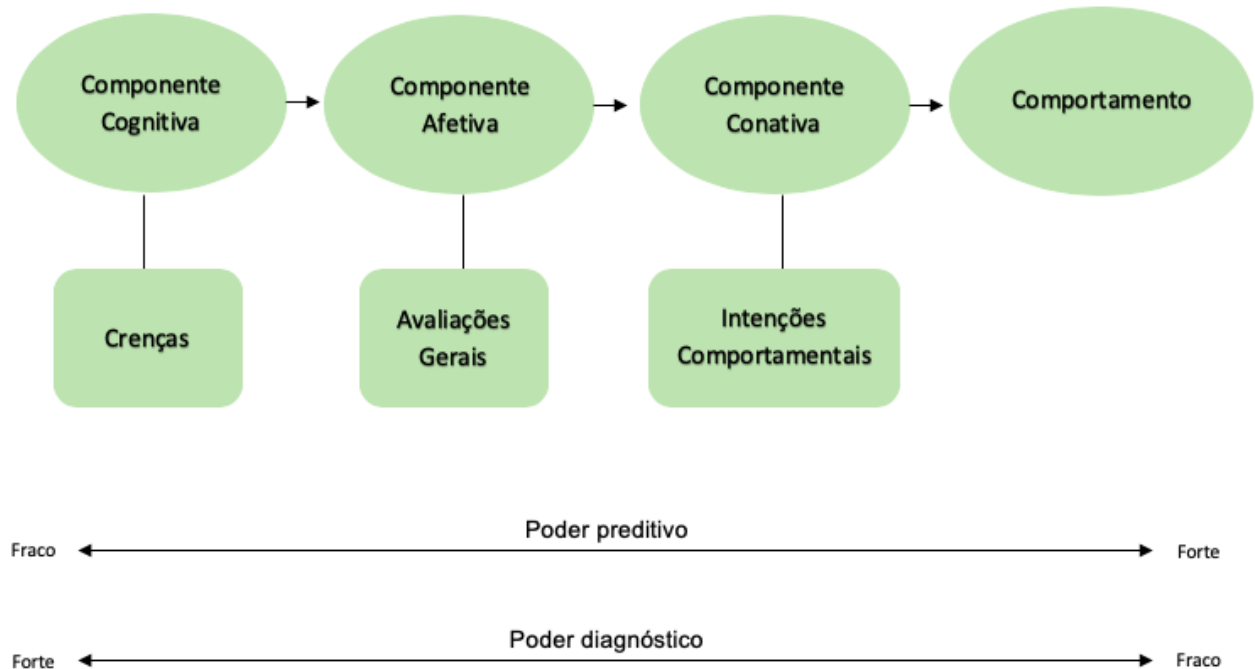 Componente
Cognitiva
Componente
Afetiva
Componente
Conativa
Comportamento
Crenças
Avaliações
Gerais
Intenções
Comportamentais
Poder preditivo
Fraco
Forte
Poder diagnóstico
Forte
Fraco